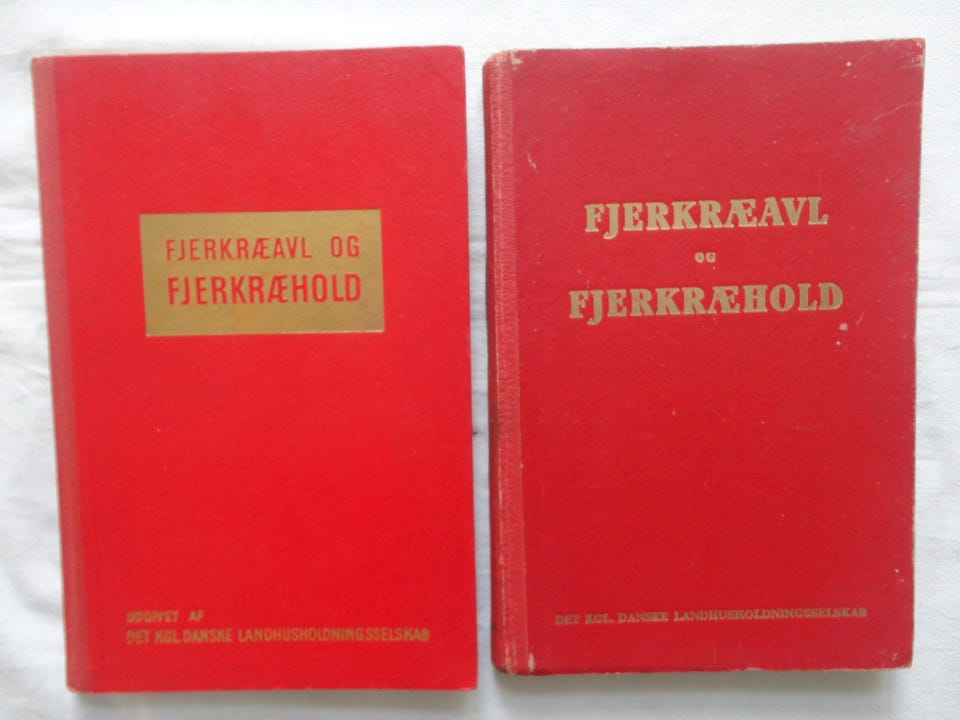 FJERKRÆAVL OG
FJERKRÆHOLD
UDGIVET AF
DET KGL. DANSKE LANDHUSHOLDNINGSSELSKAB
FJERKRÆAVL
OG
FJERKRÆHOLD
DET KGL. DANSKE LANDHUSHOLDNINGSSELSKAB